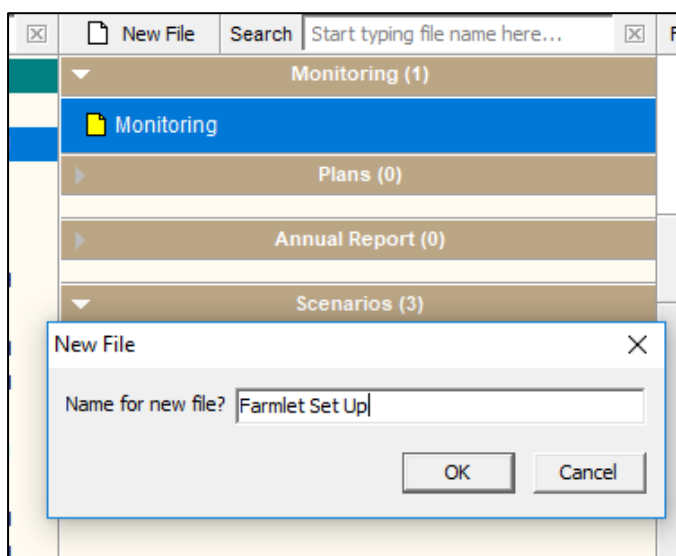 New File Search Start typing file name here...
Monitoring (1)
Monitoring
Plans (0)
Annual Report (0)
Scenarios (3)
New File
Name for new file? Farmlet Set Up
OK Cancel